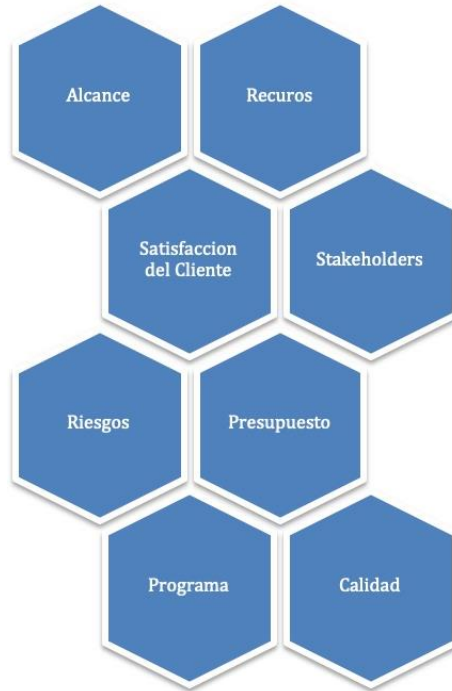 Alcance
Recuros
Satisfaccion
del Cliente
Stakeholders
Riesgos
Presupuesto
Programa
Calidad